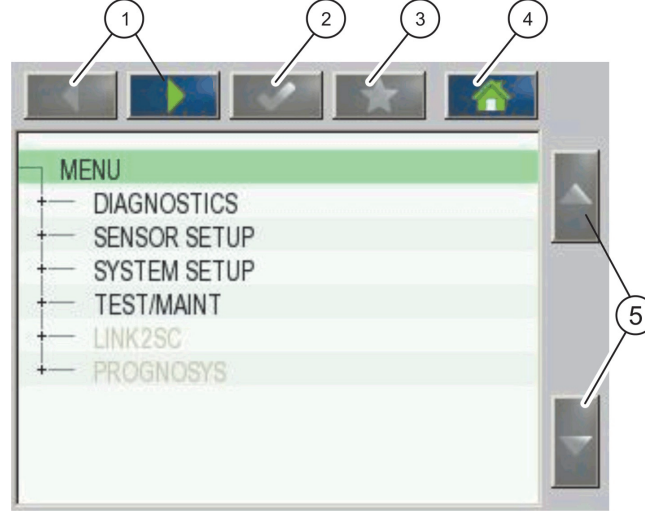 1 2 3 4
MENU
DIAGNOSTICS
SENSOR SETUP
SYSTEM SETUP
TEST/MAINT
LINK2SC
PROGNOSYS
5